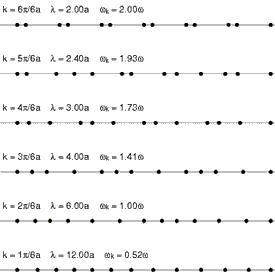 k = 6π/6a λ = 2.00a ωk = 2.00ω
k = 5π/6a λ = 2.40a ωk = 1.93ω
k = 4π/6a λ = 3.00a ωk = 1.73ω
k = 3π/6a λ = 4.00a ωk = 1.41ω
k = 2π/6a λ = 6.00a ωk = 1.00ω
k = 1π/6a λ = 12.00a ωk = 0.52ω